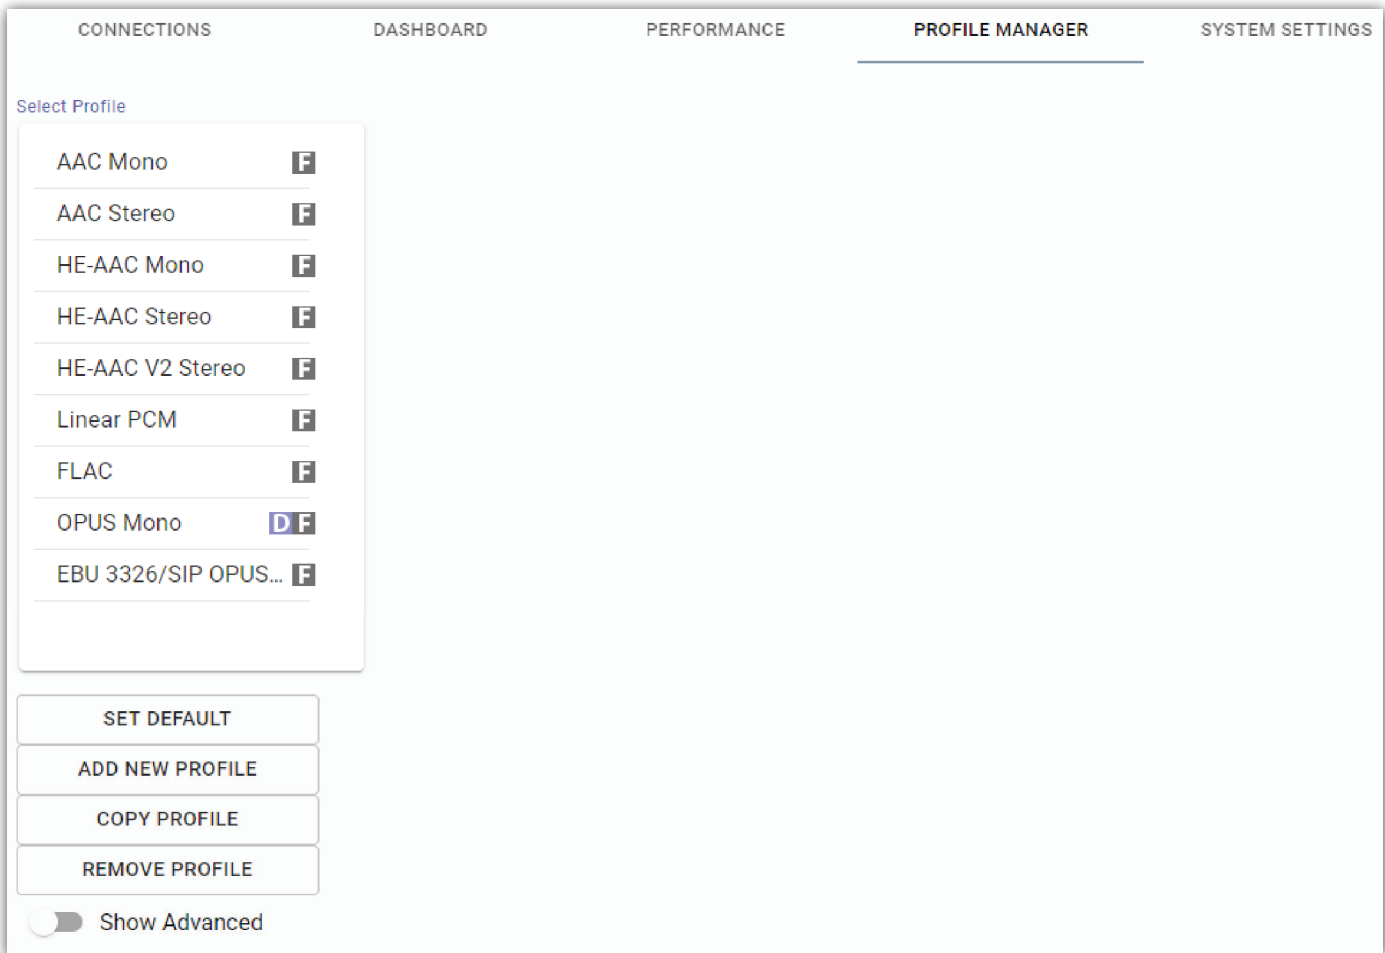 CONNECTIONS DASHBOARD PERFORMANCE PROFILE MANAGER SYSTEM SETTINGS
Select Profile
AAC Mono F
AAC Stereo F
HE-AAC Mono F
HE-AAC Stereo F
HE-AAC V2 Stereo F
Linear PCM F
FLAC F
OPUS Mono D F
EBU 3326/SIP OPUS... F
SET DEFAULT
ADD NEW PROFILE
COPY PROFILE
REMOVE PROFILE
Show Advanced